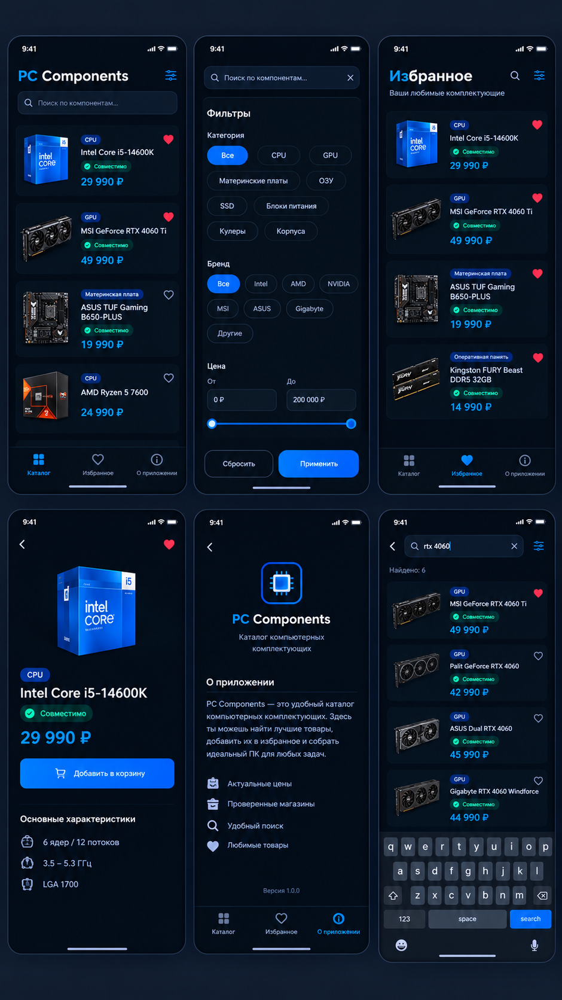 9:41
PC Components
Поиск по компонентам...
intel
CORE
i5
CPU
Intel Core i5-14600K
Совместимо
29 990 ₽
GPU
MSI GeForce RTX 4060 Ti
Совместимо
49 990 ₽
Материнская плата
ASUS TUF Gaming
B650-PLUS
Совместимо
19 990 ₽
CPU
AMD Ryzen 5 7600
24 990 ₽
Каталог
Избранное
О приложении
9:41
Поиск по компонентам...
Фильтры
Категория
Все
CPU
GPU
Материнские платы
ОЗУ
SSD
Блоки питания
Кулеры
Корпуса
Бренд
Все
Intel
AMD
NVIDIA
MSI
ASUS
Gigabyte
Другие
Цена
От
До
0 ₽
200 000 ₽
Сбросить
Применить
9:41
Избранное
Ваши любимые комплектующие
intel
CORE
i5
CPU
Intel Core i5-14600K
Совместимо
29 990 ₽
GPU
MSI GeForce RTX 4060 Ti
Совместимо
49 990 ₽
Материнская плата
ASUS TUF Gaming
B650-PLUS
Совместимо
19 990 ₽
FURY
FURY
Оперативная память
Kingston FURY Beast
DDR5 32GB
Совместимо
14 990 ₽
Каталог
Избранное
О приложении
9:41
i5
intel
CORE
CPU
Intel Core i5-14600K
Совместимо
29 990 ₽
Добавить в корзину
Основные характеристики
6 ядер / 12 потоков
3.5 – 5.3 ГГц
LGA 1700
9:41
PC Components
Каталог компьютерных
комплектующих
О приложении
PC Components — это удобный каталог
компьютерных комплектующих. Здесь
ты можешь найти лучшие товары,
добавить их в избранное и собрать
идеальный ПК для любых задач.
Актуальные цены
Проверенные магазины
Удобный поиск
Любимые товары
Версия 1.0.0
Каталог
Избранное
О приложении
9:41
rtx 4060
Найдено: 6
GPU
MSI GeForce RTX 4060 Ti
Совместимо
49 990 ₽
GPU
Palit GeForce RTX 4060
Совместимо
42 990 ₽
GPU
ASUS Dual RTX 4060
Совместимо
45 990 ₽
GPU
Gigabyte RTX 4060 Windforce
Совместимо
44 990 ₽
q w e r t y u i o p
a s d f g h j k l
z x c v b n m
123
space
search